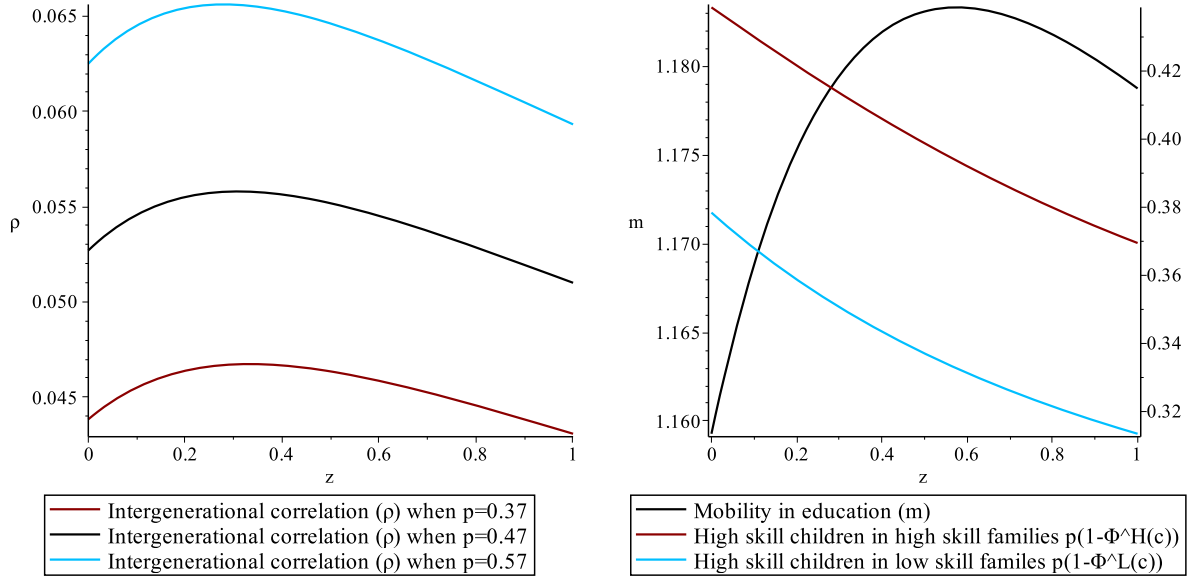 0.065
0.060
0.055
ρ
0.050
0.045
0 0.2 0.4 0.6 0.8 1
z
Intergenerational correlation (ρ) when p=0.37
Intergenerational correlation (ρ) when p=0.47
Intergenerational correlation (ρ) when p=0.57
1.180
1.175
m
1.170
1.165
1.160
0.42
0.40
0.38
0.36
0.34
0.32
0 0.2 0.4 0.6 0.8 1
z
Mobility in education (m)
High skill children in high skill families p(1-Φ^H(c))
High skill children in low skill familes p(1-Φ^L(c))